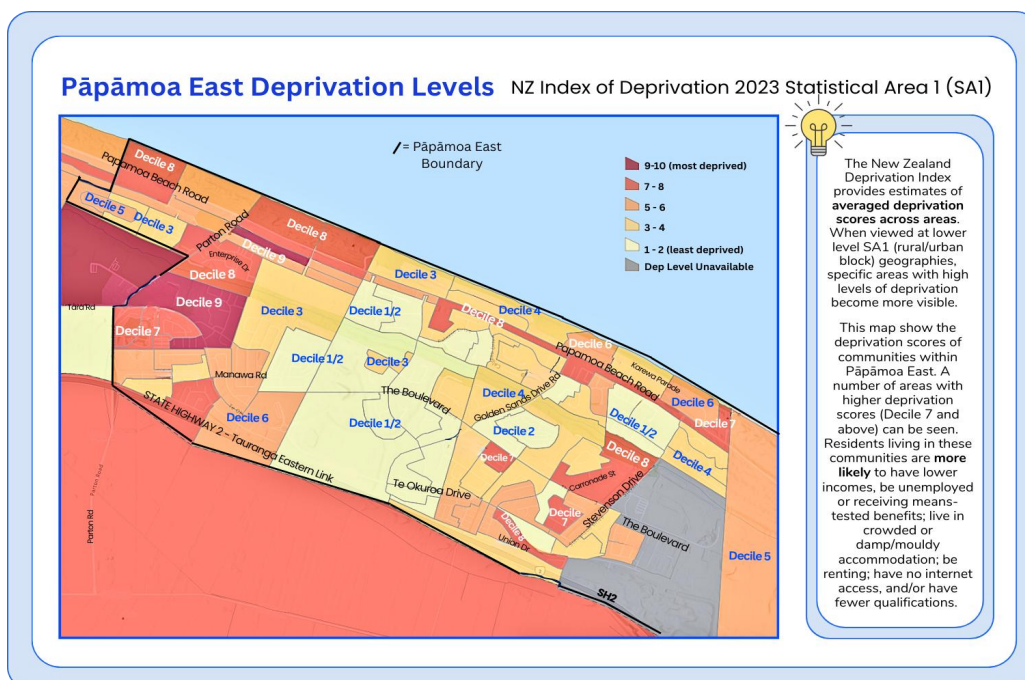 Pāpāmoa East Deprivation Levels NZ Index of Deprivation 2023 Statistical Area 1 (SA1)
/= Pāpāmoa East
Boundary
9-10 (most deprived)
7 - 8
5 - 6
3 - 4
1 - 2 (least deprived)
Dep Level Unavailable
Decile 8
Papamoa Beach Road
Decile 5
Decile 3
Parton Road
Decile 8
Decile 9
Enterprise Dr
Decile 8
Decile 3
Decile 9
Tara Rd
Decile 3
Decile 1/2
Decile 4
Decile 8
Decile 7
Decile 6
Decile 1/2
Decile 3
Papamoa Beach Road
Karewa Parade
Manawa Rd
The Boulevard
Decile 4
Golden Sands Drive Rd
Decile 6
STATE HIGHWAY 2 - Tauranga Eastern Link
Decile 6
Decile 1/2
Decile 2
Decile 1/2
Decile 7
Decile 7
Decile 8
Decile 4
Carronade St
Te Okuroa Drive
Stevenson Drive
Parton Road
Parton Rd
Decile
7
The Boulevard
Union Dr
Decile 5
SH2
The New Zealand
Deprivation Index
provides estimates of
averaged deprivation
scores across areas.
When viewed at lower
level SA1 (rural/urban
block) geographies,
specific areas with high
levels of deprivation
become more visible.
This map show the
deprivation scores of
communities within
Pāpāmoa East. A
number of areas with
higher deprivation
scores (Decile 7 and
above) can be seen.
Residents living in these
communities are more
likely to have lower
incomes, be unemployed
or receiving means-
tested benefits; live in
crowded or
damp/mouldy
accommodation; be
renting; have no internet
access, and/or have
fewer qualifications.